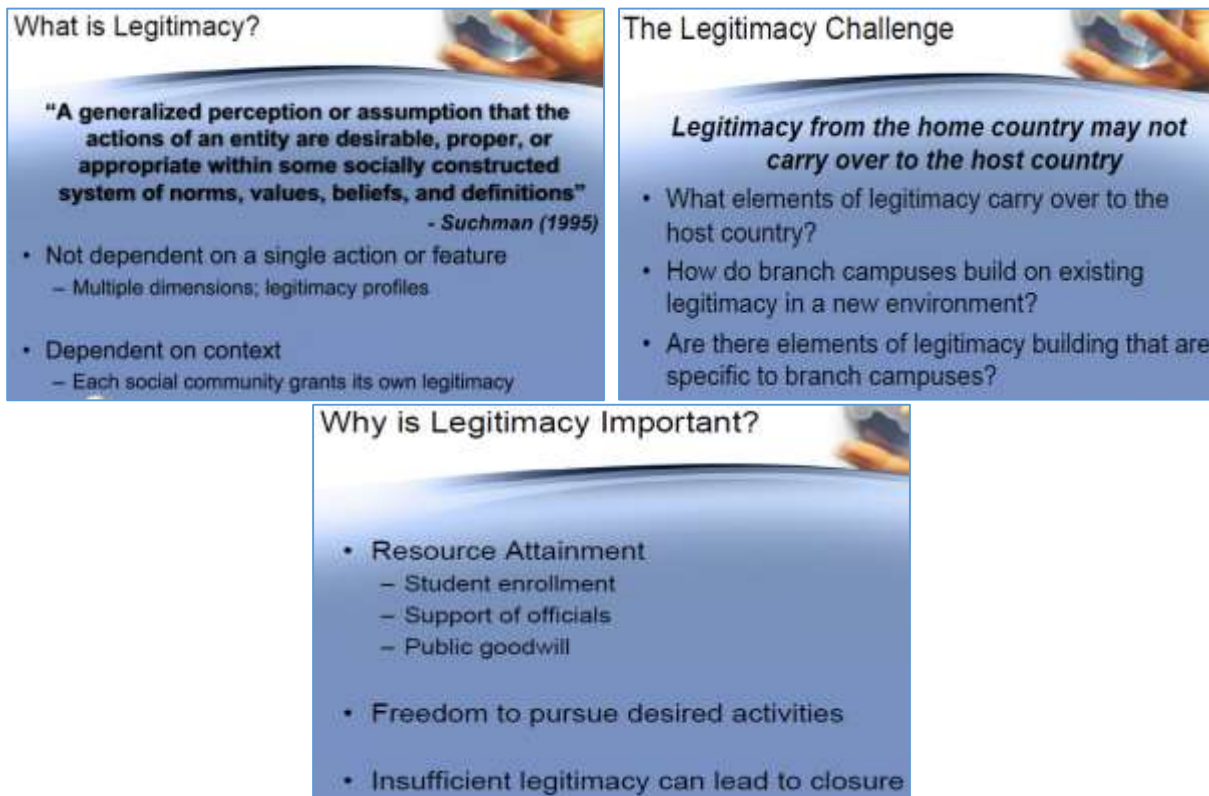 What is Legitimacy?
"A generalized perception or assumption that the
actions of an entity are desirable, proper, or
appropriate within some socially constructed
system of norms, values, beliefs, and definitions"
- Suchman (1995)
• Not dependent on a single action or feature
– Multiple dimensions; legitimacy profiles
• Dependent on context
– Each social community grants its own legitimacy
The Legitimacy Challenge
Legitimacy from the home country may not
carry over to the host country
• What elements of legitimacy carry over to the
host country?
• How do branch campuses build on existing
legitimacy in a new environment?
• Are there elements of legitimacy building that are
specific to branch campuses?
Why is Legitimacy Important?
• Resource Attainment
– Student enrollment
– Support of officials
– Public goodwill
• Freedom to pursue desired activities
• Insufficient legitimacy can lead to closure